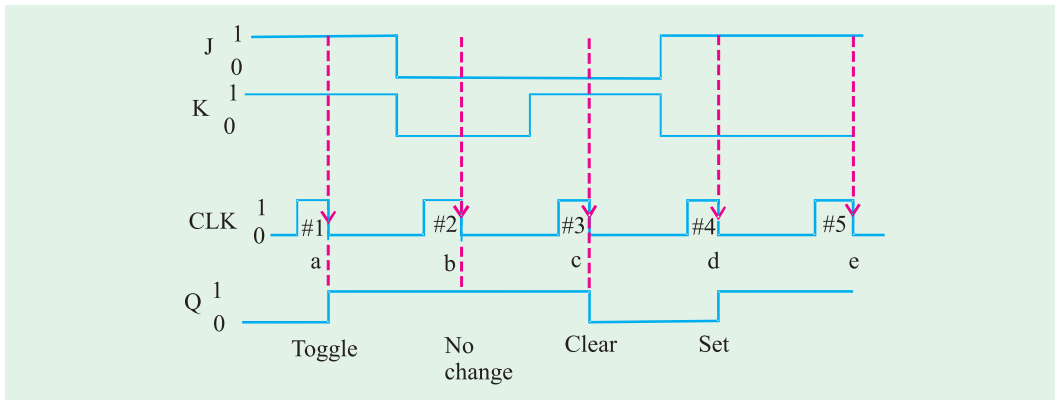 J 1
0
K 1
0
CLK 1
0
#1 #2 #3 #4 #5
a b c d e
Q 1
0
Toggle No change Clear Set